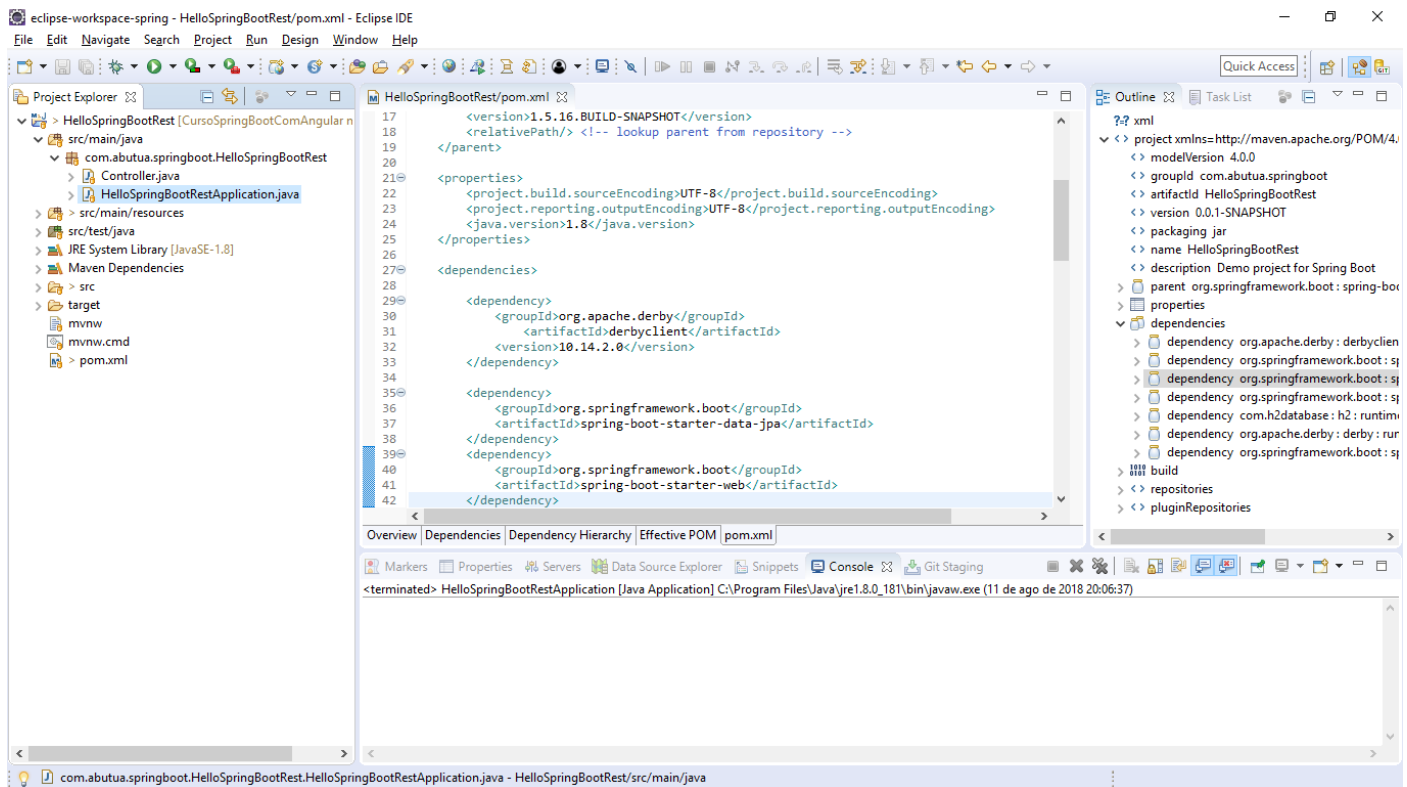 eclipse-workspace-spring - HelloSpringBootRest/pom.xml - Eclipse IDE
File Edit Navigate Search Project Run Design Window Help
Quick Access
Project Explorer
> HelloSpringBootRest [CursoSpringBootComAngular n
src/main/java
com.abutua.springboot.HelloSpringBootRest
Controller.java
HelloSpringBootRestApplication.java
> src/main/resources
src/test/java
JRE System Library [JavaSE-1.8]
Maven Dependencies
> src
target
mvnw
mvnw.cmd
> pom.xml
HelloSpringBootRest/pom.xml
17 <version>1.5.16.BUILD-SNAPSHOT</version>
18 <relativePath/> <!-- lookup parent from repository -->
19 </parent>
20
21 <properties>
22 <project.build.sourceEncoding>UTF-8</project.build.sourceEncoding>
23 <project.reporting.outputEncoding>UTF-8</project.reporting.outputEncoding>
24 <java.version>1.8</java.version>
25 </properties>
26
27 <dependencies>
28
29 <dependency>
30 <groupId>org.apache.derby</groupId>
31 <artifactId>derbyclient</artifactId>
32 <version>10.14.2.0</version>
33 </dependency>
34
35 <dependency>
36 <groupId>org.springframework.boot</groupId>
37 <artifactId>spring-boot-starter-data-jpa</artifactId>
38 </dependency>
39 <dependency>
40 <groupId>org.springframework.boot</groupId>
41 <artifactId>spring-boot-starter-web</artifactId>
42 </dependency>
Overview Dependencies Dependency Hierarchy Effective POM pom.xml
Outline Task List
?=? xml
project xmlns=http://maven.apache.org/POM/4.
modelVersion 4.0.0
groupId com.abutua.springboot
artifactId HelloSpringBootRest
version 0.0.1-SNAPSHOT
packaging jar
name HelloSpringBootRest
description Demo project for Spring Boot
parent org.springframework.boot : spring-boo
properties
dependencies
dependency org.apache.derby : derbyclien
dependency org.springframework.boot : sp
dependency org.springframework.boot : sp
dependency org.springframework.boot : sp
dependency com.h2database : h2 : runtim
dependency org.apache.derby : derby : run
dependency org.springframework.boot : sp
build
repositories
pluginRepositories
Markers Properties Servers Data Source Explorer Snippets Console Git Staging
<terminated> HelloSpringBootRestApplication [Java Application] C:\Program Files\Java\jre1.8.0_181\bin\javaw.exe (11 de ago de 2018 20:06:37)
com.abutua.springboot.HelloSpringBootRest.HelloSpringBootRestApplication.java - HelloSpringBootRest/src/main/java